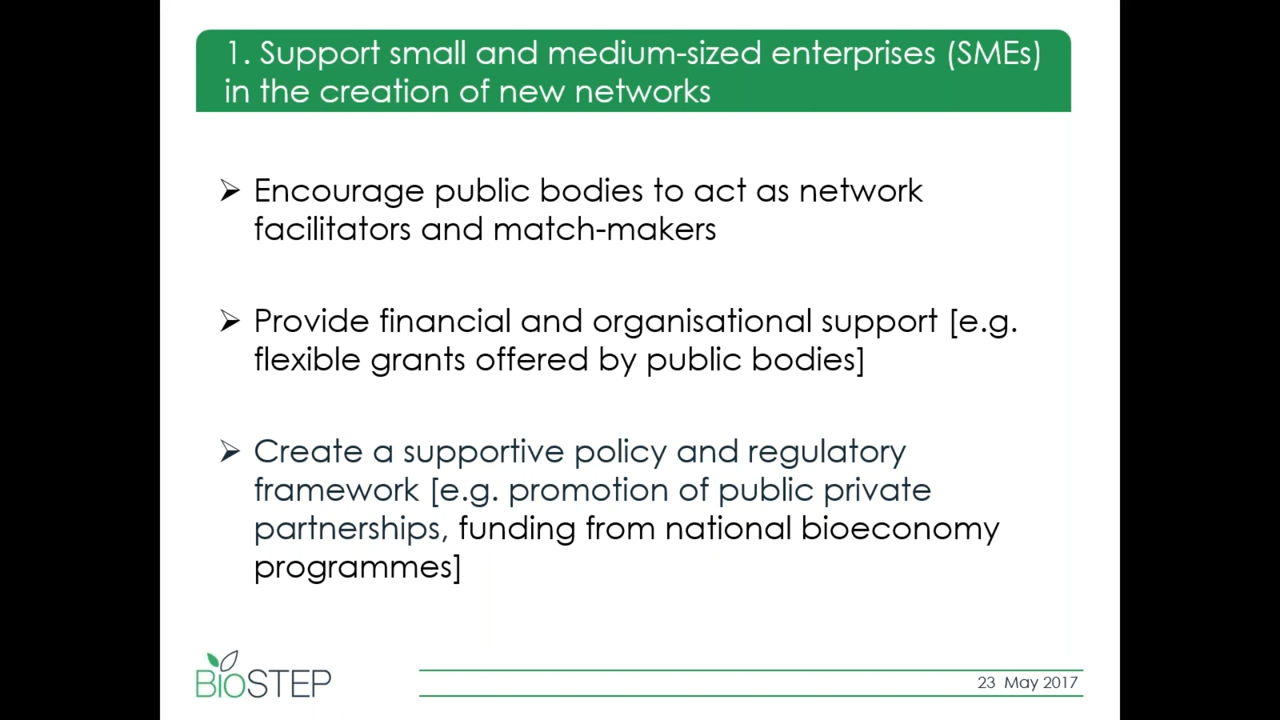 1. Support small and medium-sized enterprises (SMEs)
in the creation of new networks
Encourage public bodies to act as network
facilitators and match-makers
Provide financial and organisational support [e.g.
flexible grants offered by public bodies]
Create a supportive policy and regulatory
framework [e.g. promotion of public private
partnerships, funding from national bioeconomy
programmes]
BioSTEP
23 May 2017